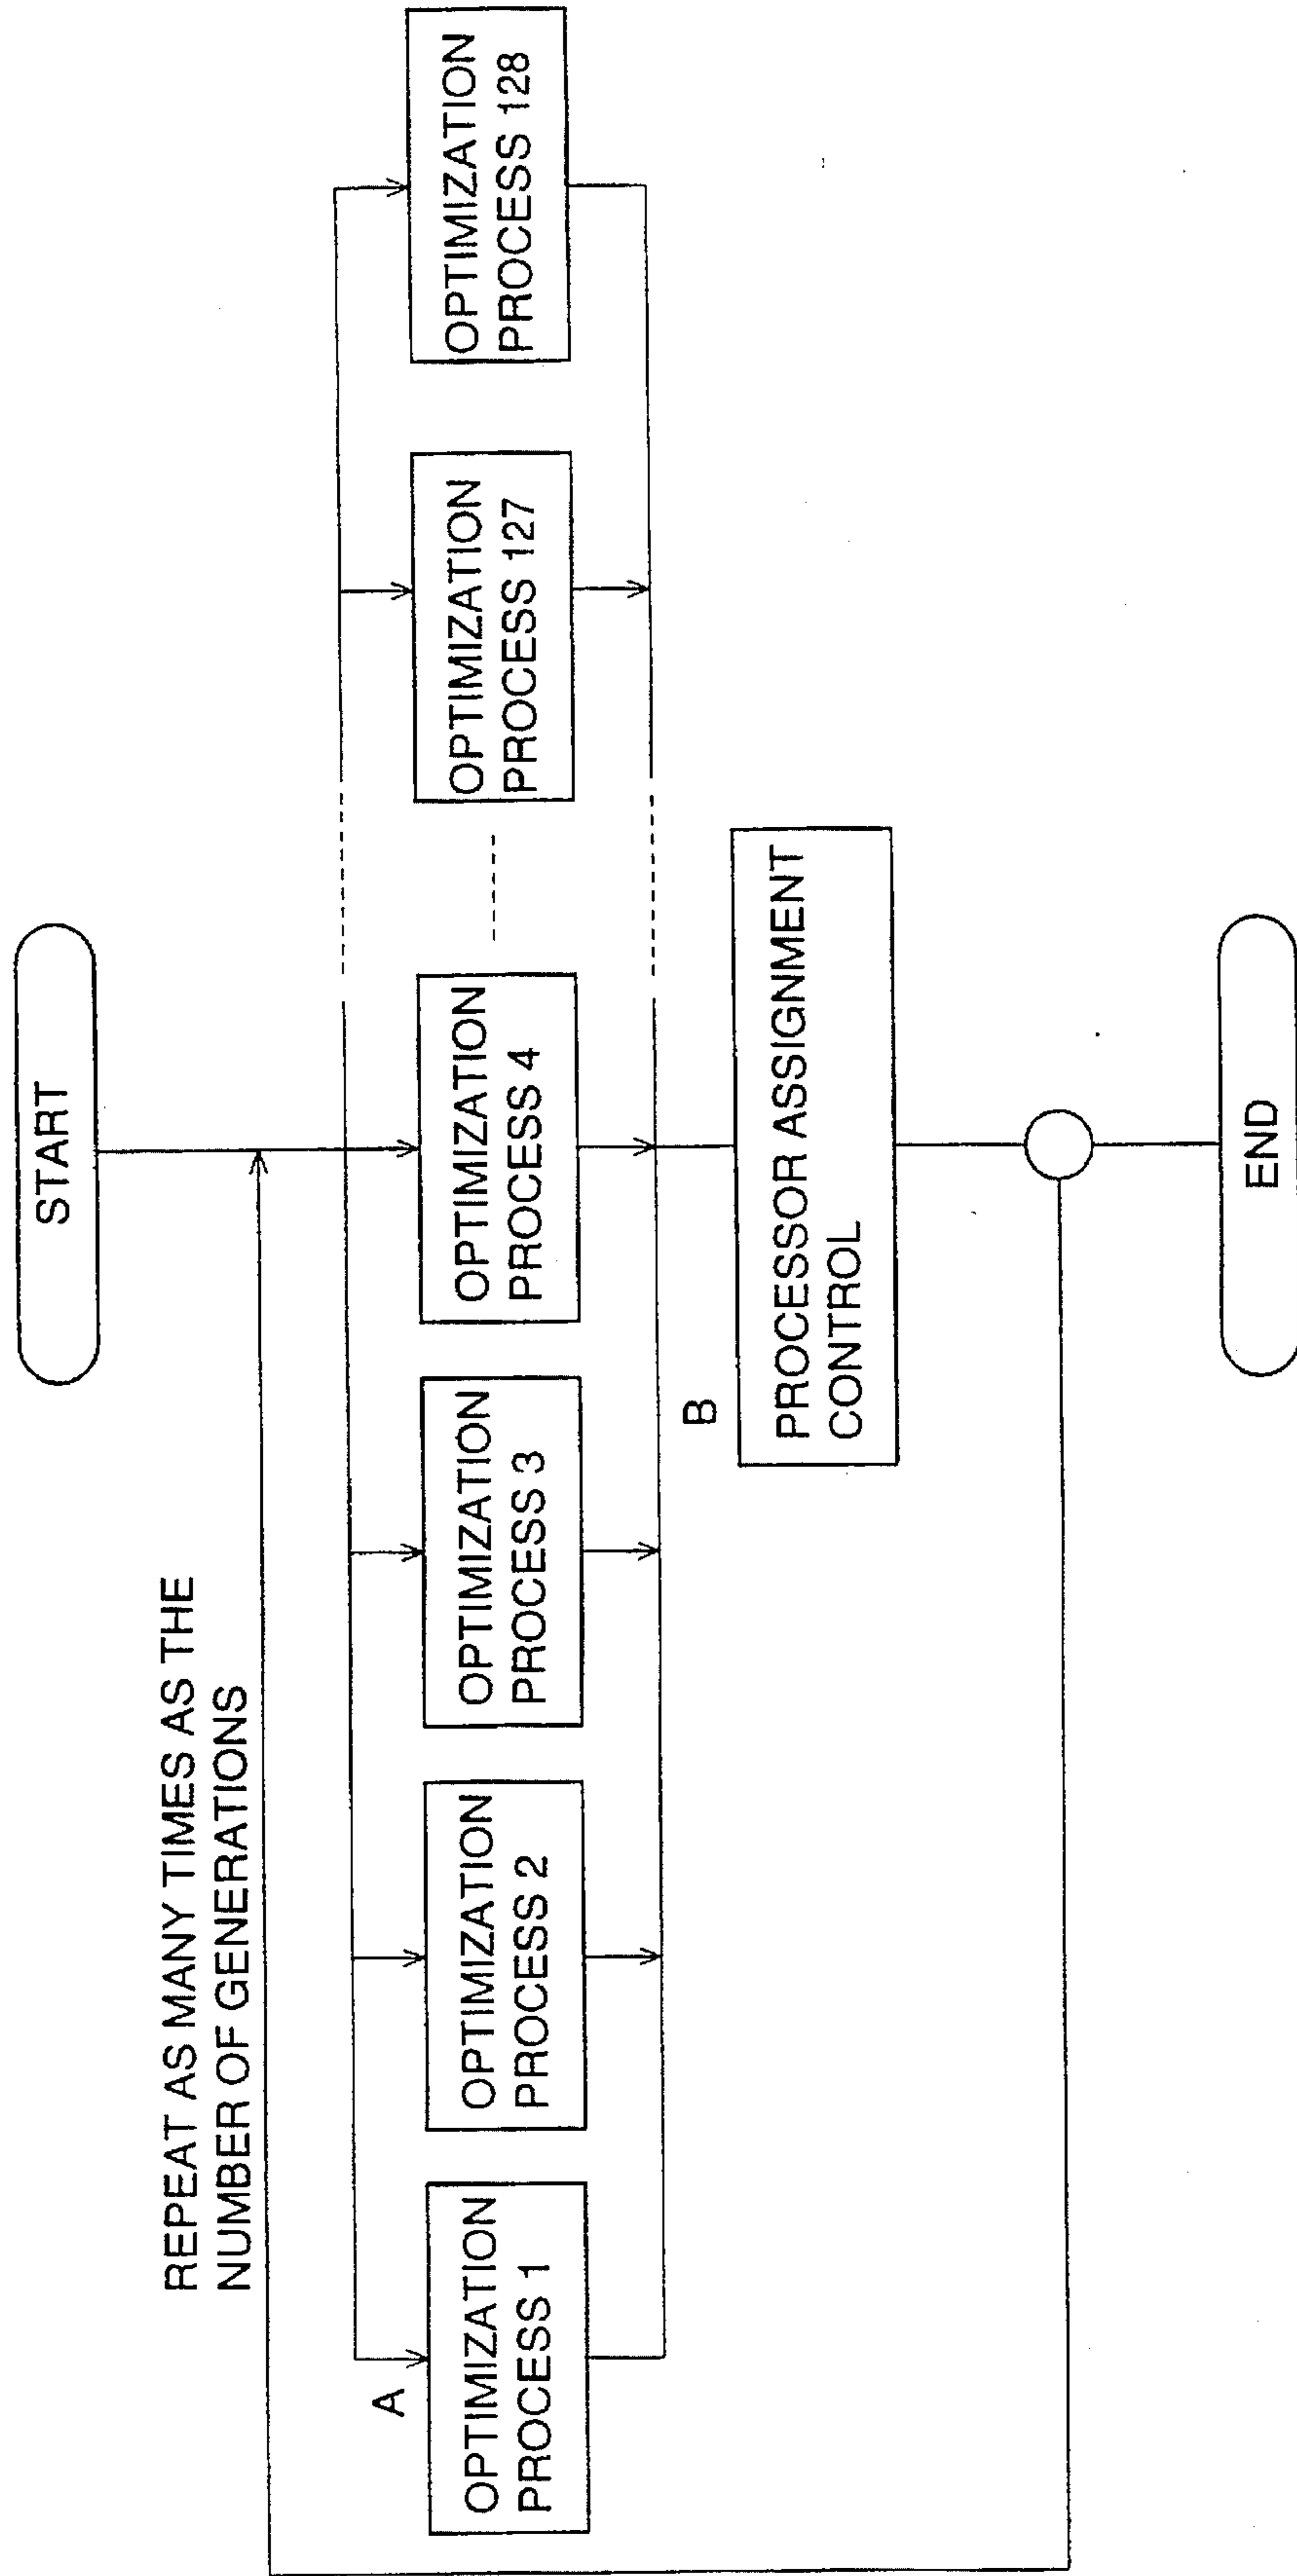 START
REPEAT AS MANY TIMES AS THE
NUMBER OF GENERATIONS
A
OPTIMIZATION
PROCESS 1
OPTIMIZATION
PROCESS 2
OPTIMIZATION
PROCESS 3
OPTIMIZATION
PROCESS 4
OPTIMIZATION
PROCESS 127
OPTIMIZATION
PROCESS 128
B
PROCESSOR ASSIGNMENT
CONTROL
END